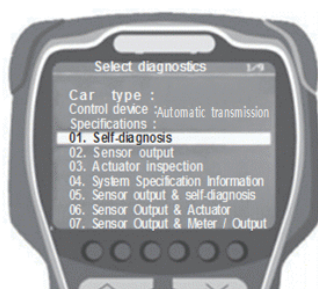 Select diagnostics 1/9
Car type :
Control device : Automatic transmission
Specifications :
01. Self-diagnosis
02. Sensor output
03. Actuator inspection
04. System Specification Information
05. Sensor output & self-diagnosis
06. Sensor Output & Actuator
07. Sensor Output & Meter / Output